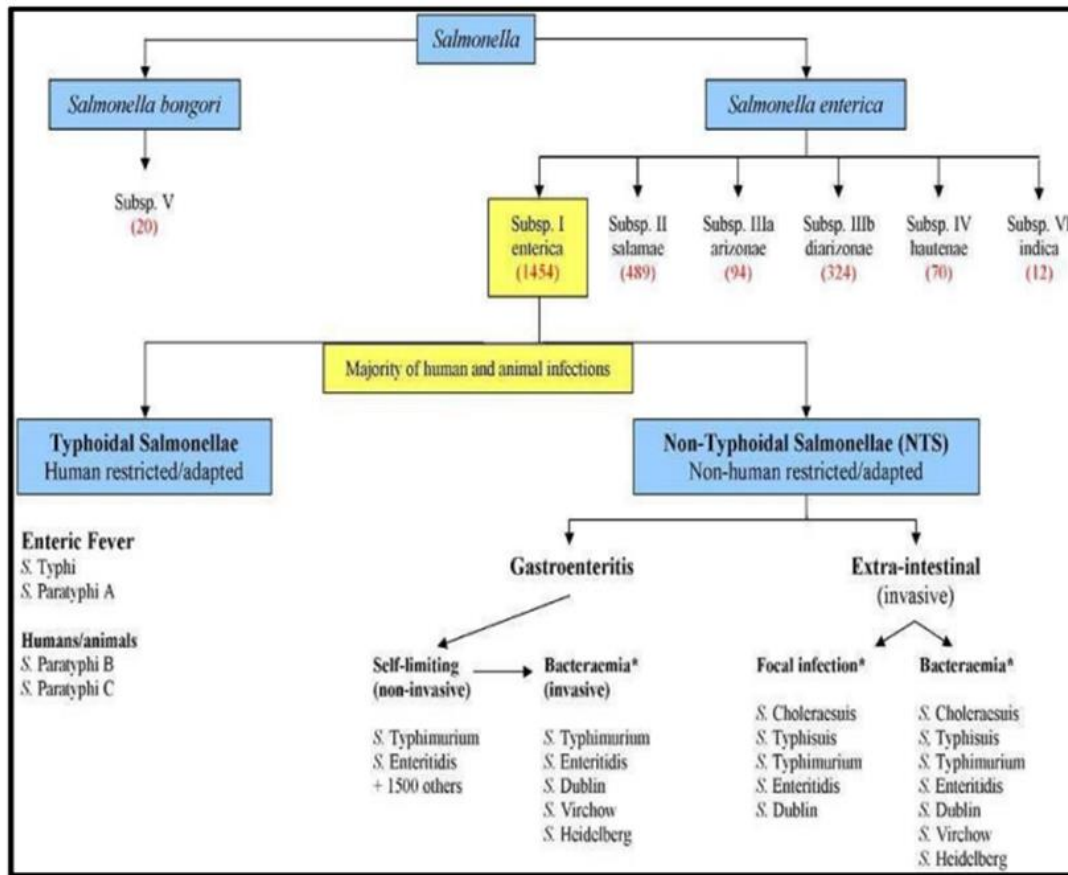 Salmonella
Salmonella bongori
Salmonella enterica
Subsp. V
(20)
Subsp. I
enterica
(1454)
Subsp. II
salamae
(489)
Subsp. IIIa
arizonae
(94)
Subsp. IIIb
diarizonae
(324)
Subsp. IV
hautenae
(70)
Subsp. VI
indica
(12)
Majority of human and animal infections
Typhoidal Salmonellae
Human restricted/adapted
Non-Typhoidal Salmonellae (NTS)
Non-human restricted/adapted
Enteric Fever
S. Typhi
S. Paratyphi A
Humans/animals
S. Paratyphi B
S. Paratyphi C
Gastroenteritis
Extra-intestinal
(invasive)
Self-limiting
(non-invasive)
S. Typhimurium
S. Enteritidis
+ 1500 others
Bacteraemia*
(invasive)
S. Typhimurium
S. Enteritidis
S. Dublin
S. Virchow
S. Heidelberg
Focal infection*
S. Choleraesuis
S. Typhisuis
S. Typhimurium
S. Enteritidis
S. Dublin
Bacteraemia*
S. Choleraesuis
S. Typhisuis
S. Typhimurium
S. Enteritidis
S. Dublin
S. Virchow
S. Heidelberg